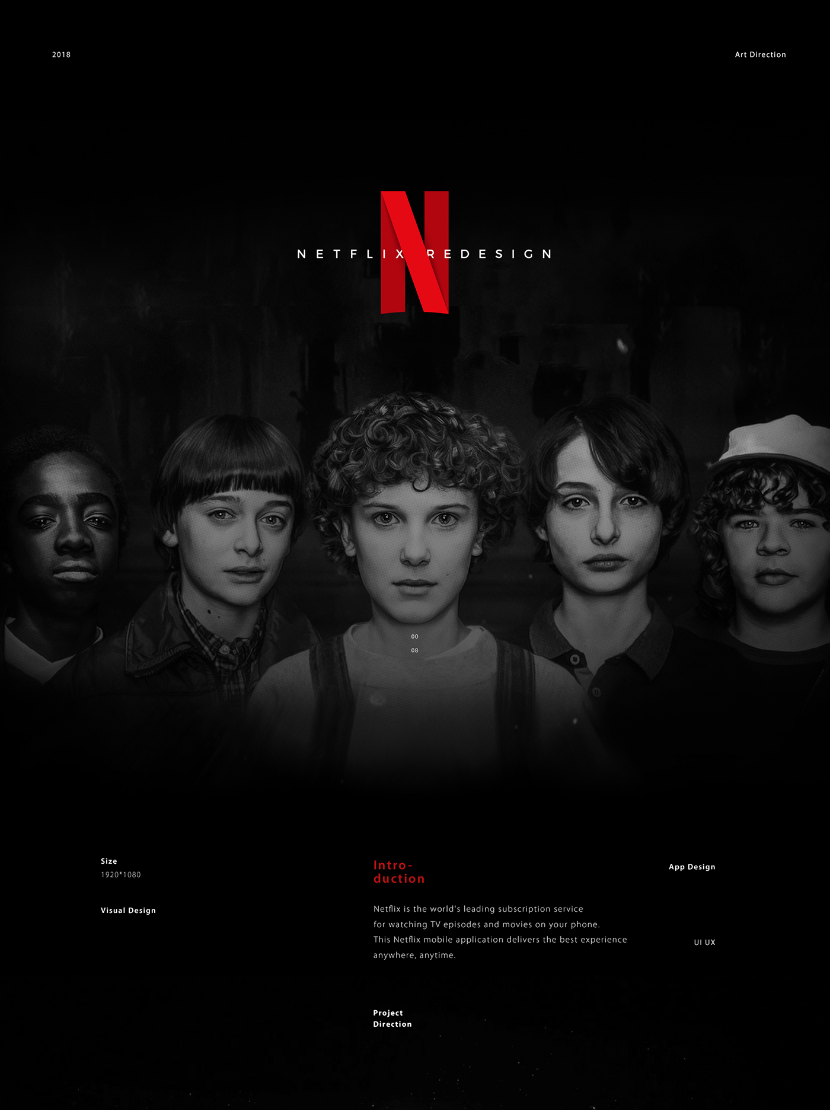 2018
Art Direction
NETFLIX REDESIGN
00
08
Size
1920*1080
Visual Design
Intro-
duction
Netflix is the world's leading subscription service
for watching TV episodes and movies on your phone.
This Netflix mobile application delivers the best experience
anywhere, anytime.
Project
Direction
App Design
UI UX